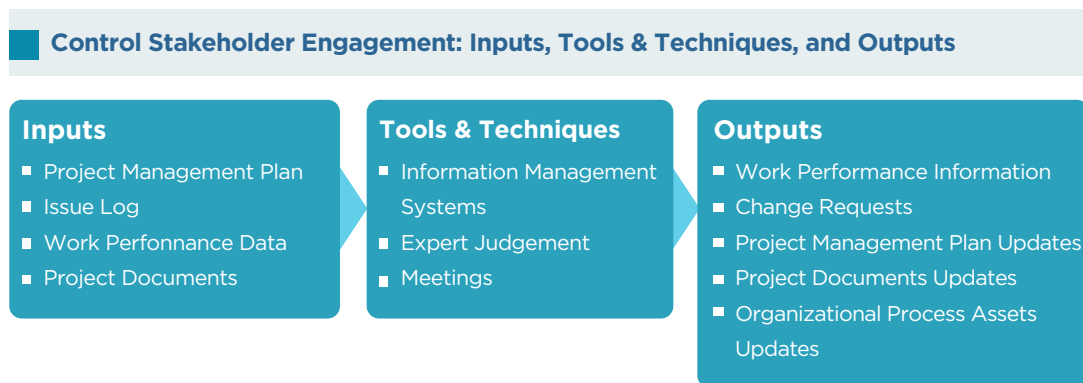 Control Stakeholder Engagement: Inputs, Tools & Techniques, and Outputs
Inputs
Project Management Plan
Issue Log
Work Perfonnance Data
Project Documents
Tools & Techniques
Information Management
Systems
Expert Judgement
Meetings
Outputs
Work Performance Information
Change Requests
Project Management Plan Updates
Project Documents Updates
Organizational Process Assets
Updates